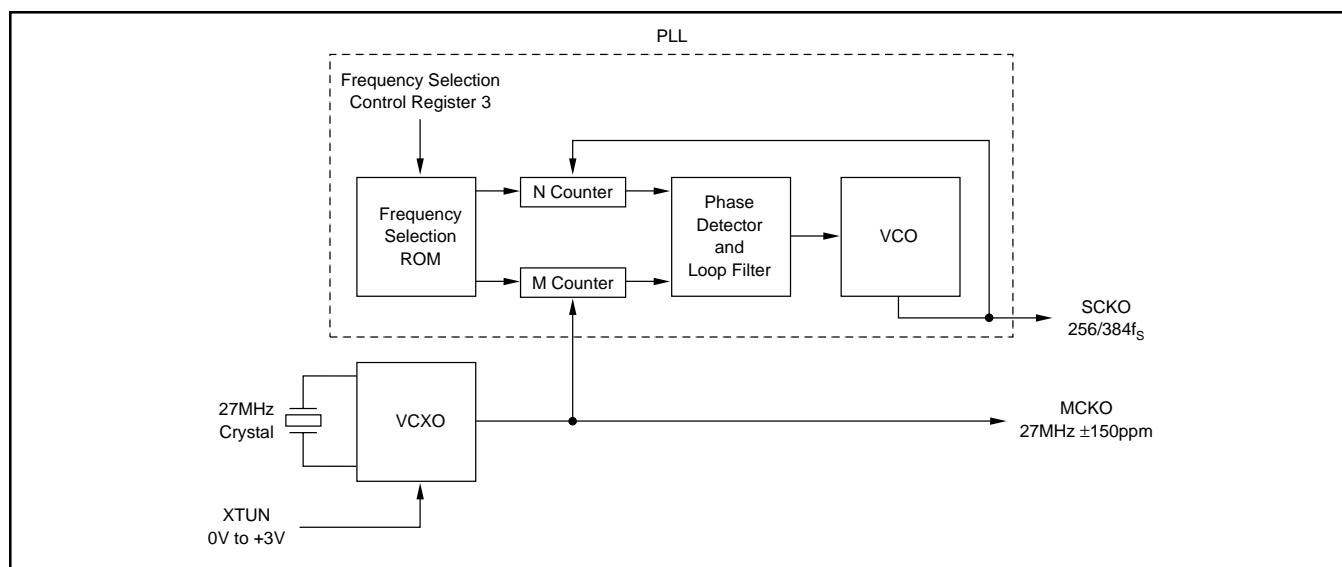 PLL
Frequency Selection
Control Register 3
Frequency
Selection
ROM
N Counter
M Counter
Phase
Detector
and
Loop Filter
VCO
SCKO
256/384fS
27MHz
Crystal
VCXO
MCKO
27MHz ±150ppm
XTUN
0V to +3V